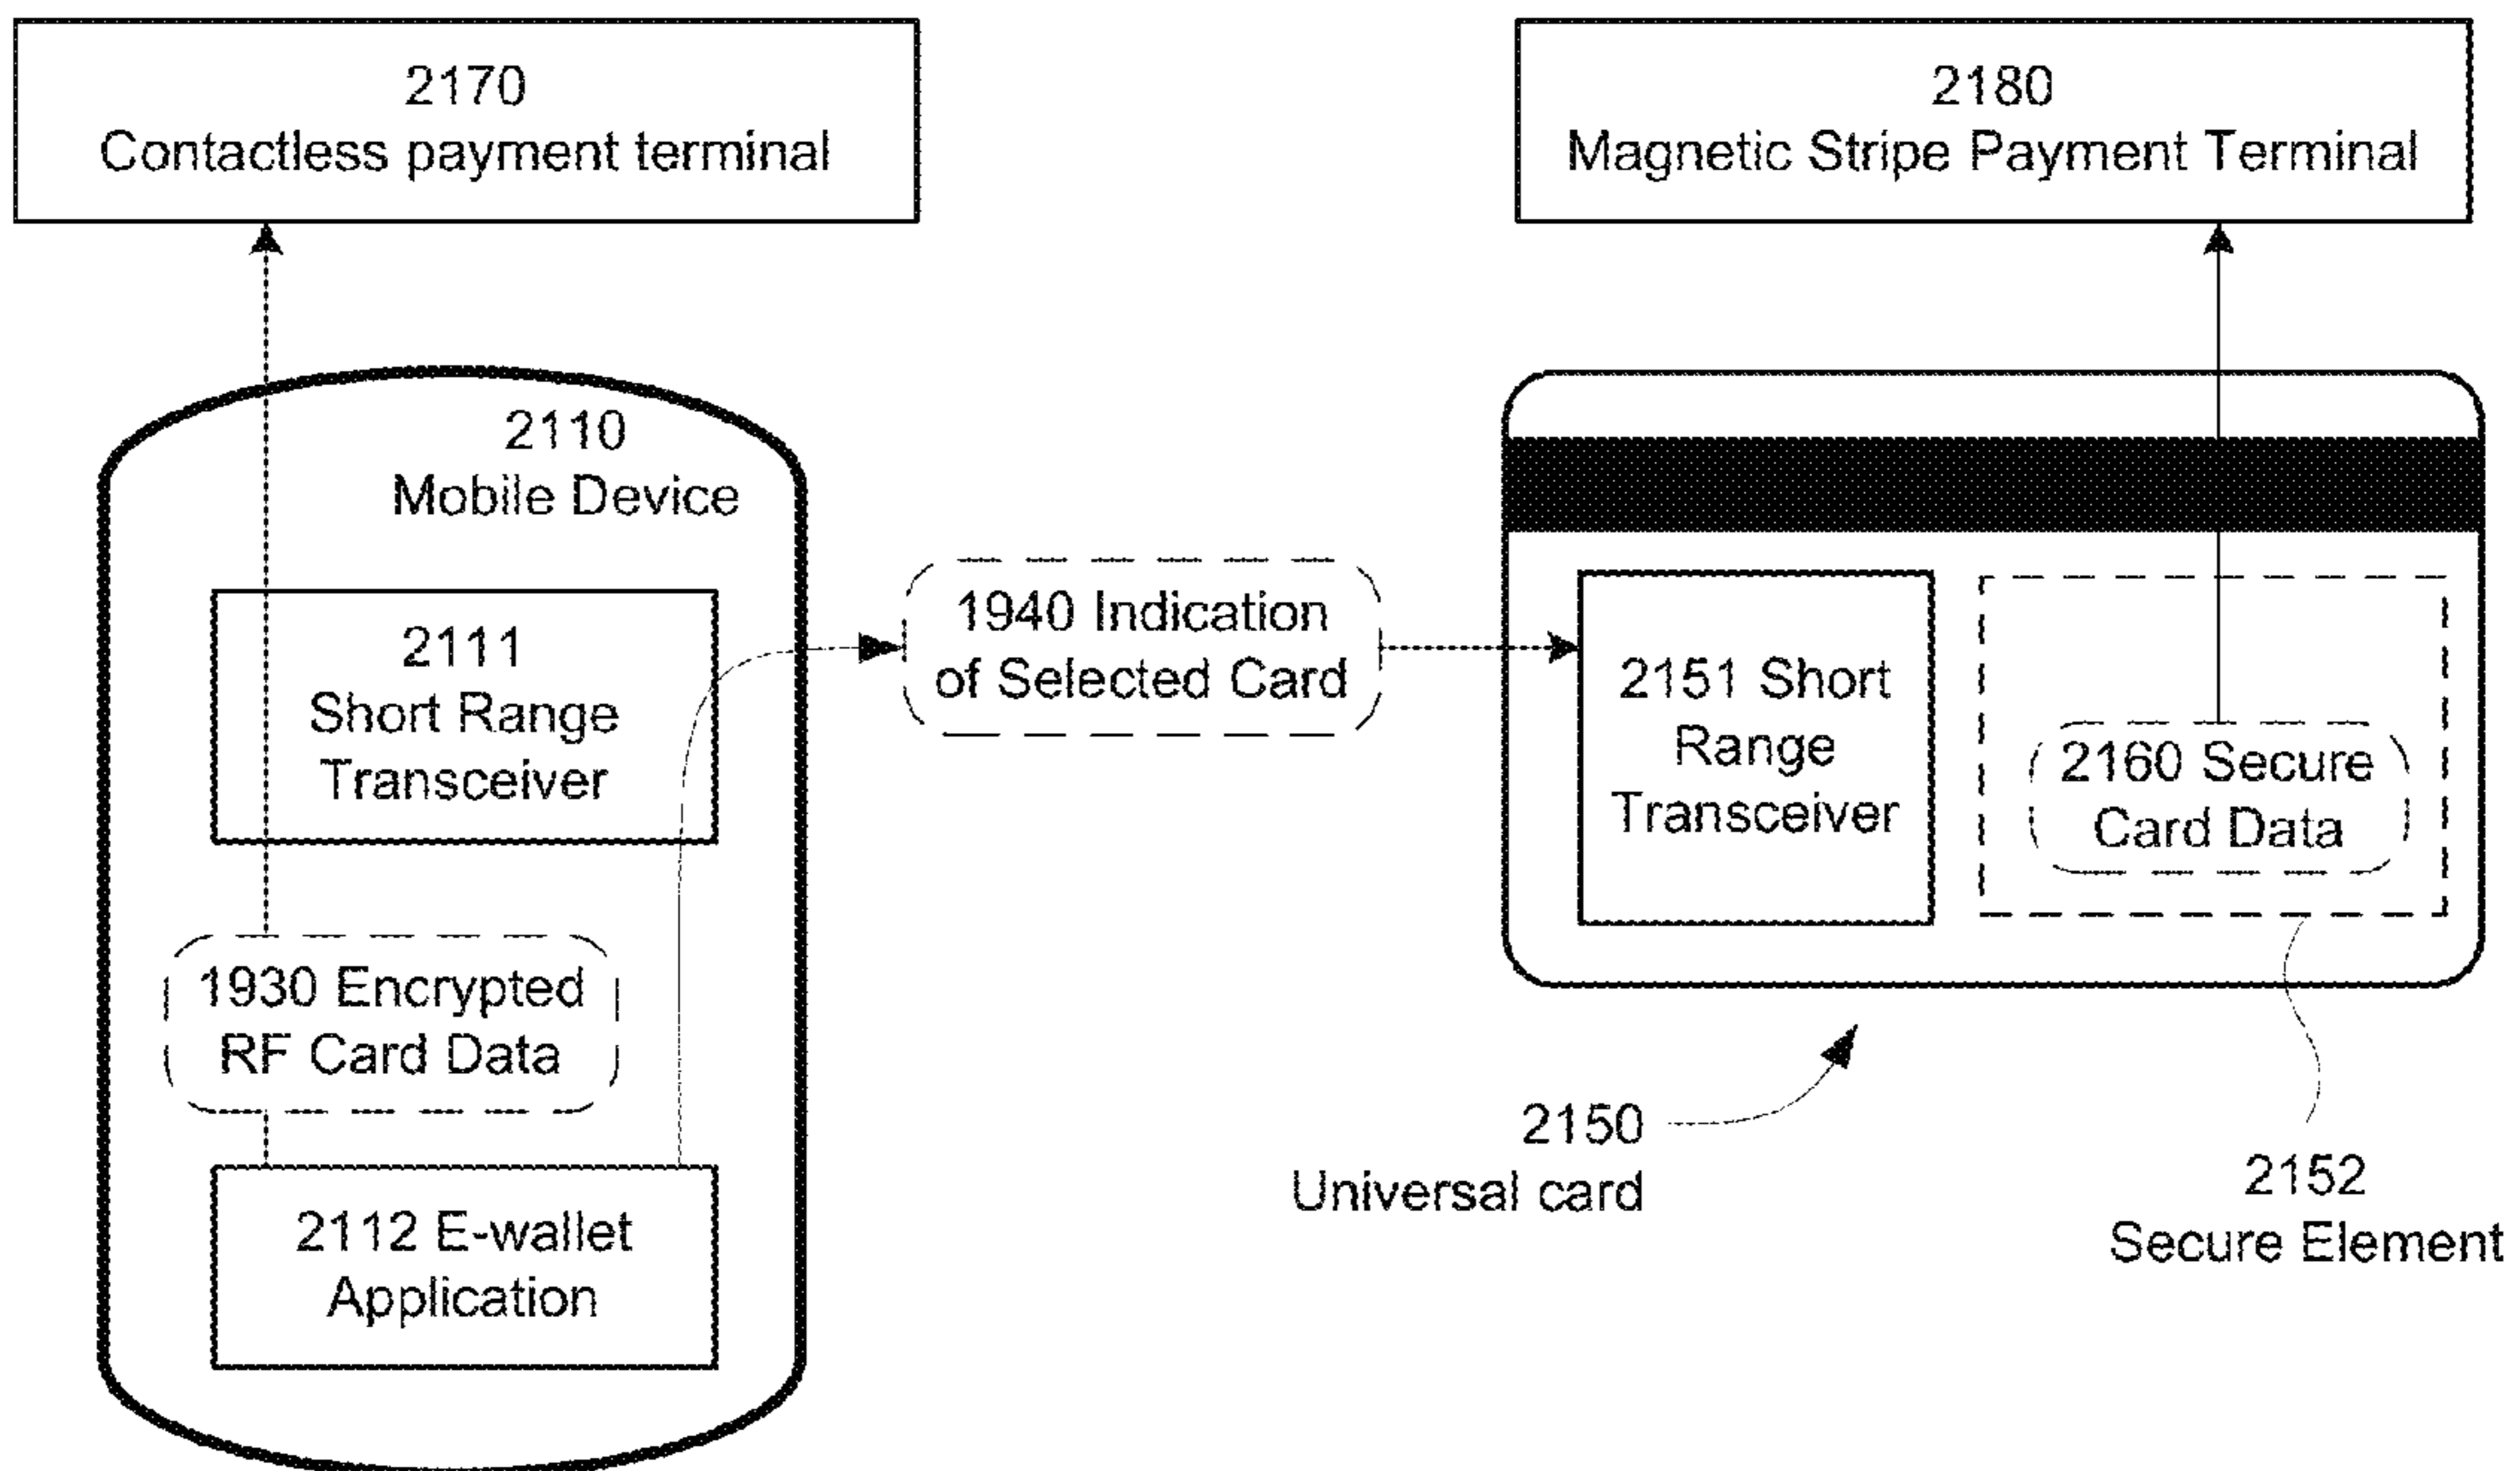 2170
Contactless payment terminal
2180
Magnetic Stripe Payment Terminal
2110
Mobile Device
2111
Short Range
Transceiver
1940 Indication
of Selected Card
2151 Short
Range
Transceiver
2160 Secure
Card Data
1930 Encrypted
RF Card Data
2112 E-wallet
Application
2150
Universal card
2152
Secure Element